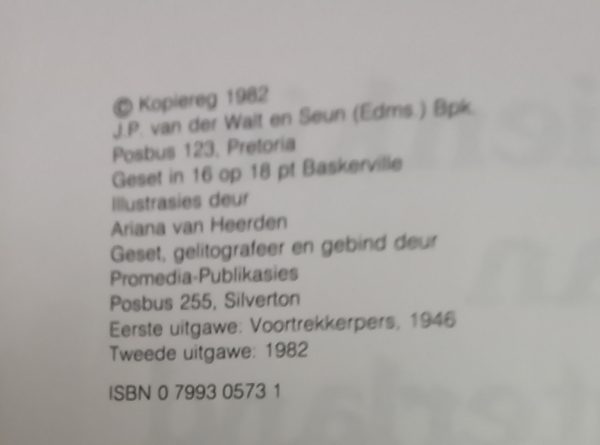 © Kopiereg 1982
J.P. van der Walt en Seun (Edms.) Bpk.
Posbus 123, Pretoria
Geset in 16 op 18 pt Baskerville
Illustrasies deur
Ariana van Heerden
Geset, gelitografeer en gebind deur
Promedia-Publikasies
Posbus 255, Silverton
Eerste uitgawe: Voortrekkerpers, 1946
Tweede uitgawe: 1982
ISBN 0 7993 0573 1